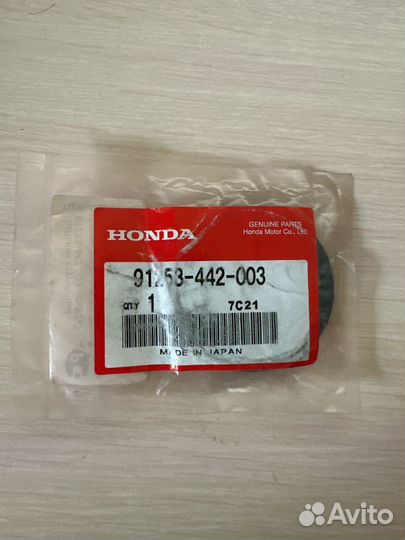 GENUINE PARTS
HONDA Honda Motor Co., Ltd.
91253-442-003
QTY 1 7C21
MADE IN JAPAN
Avito